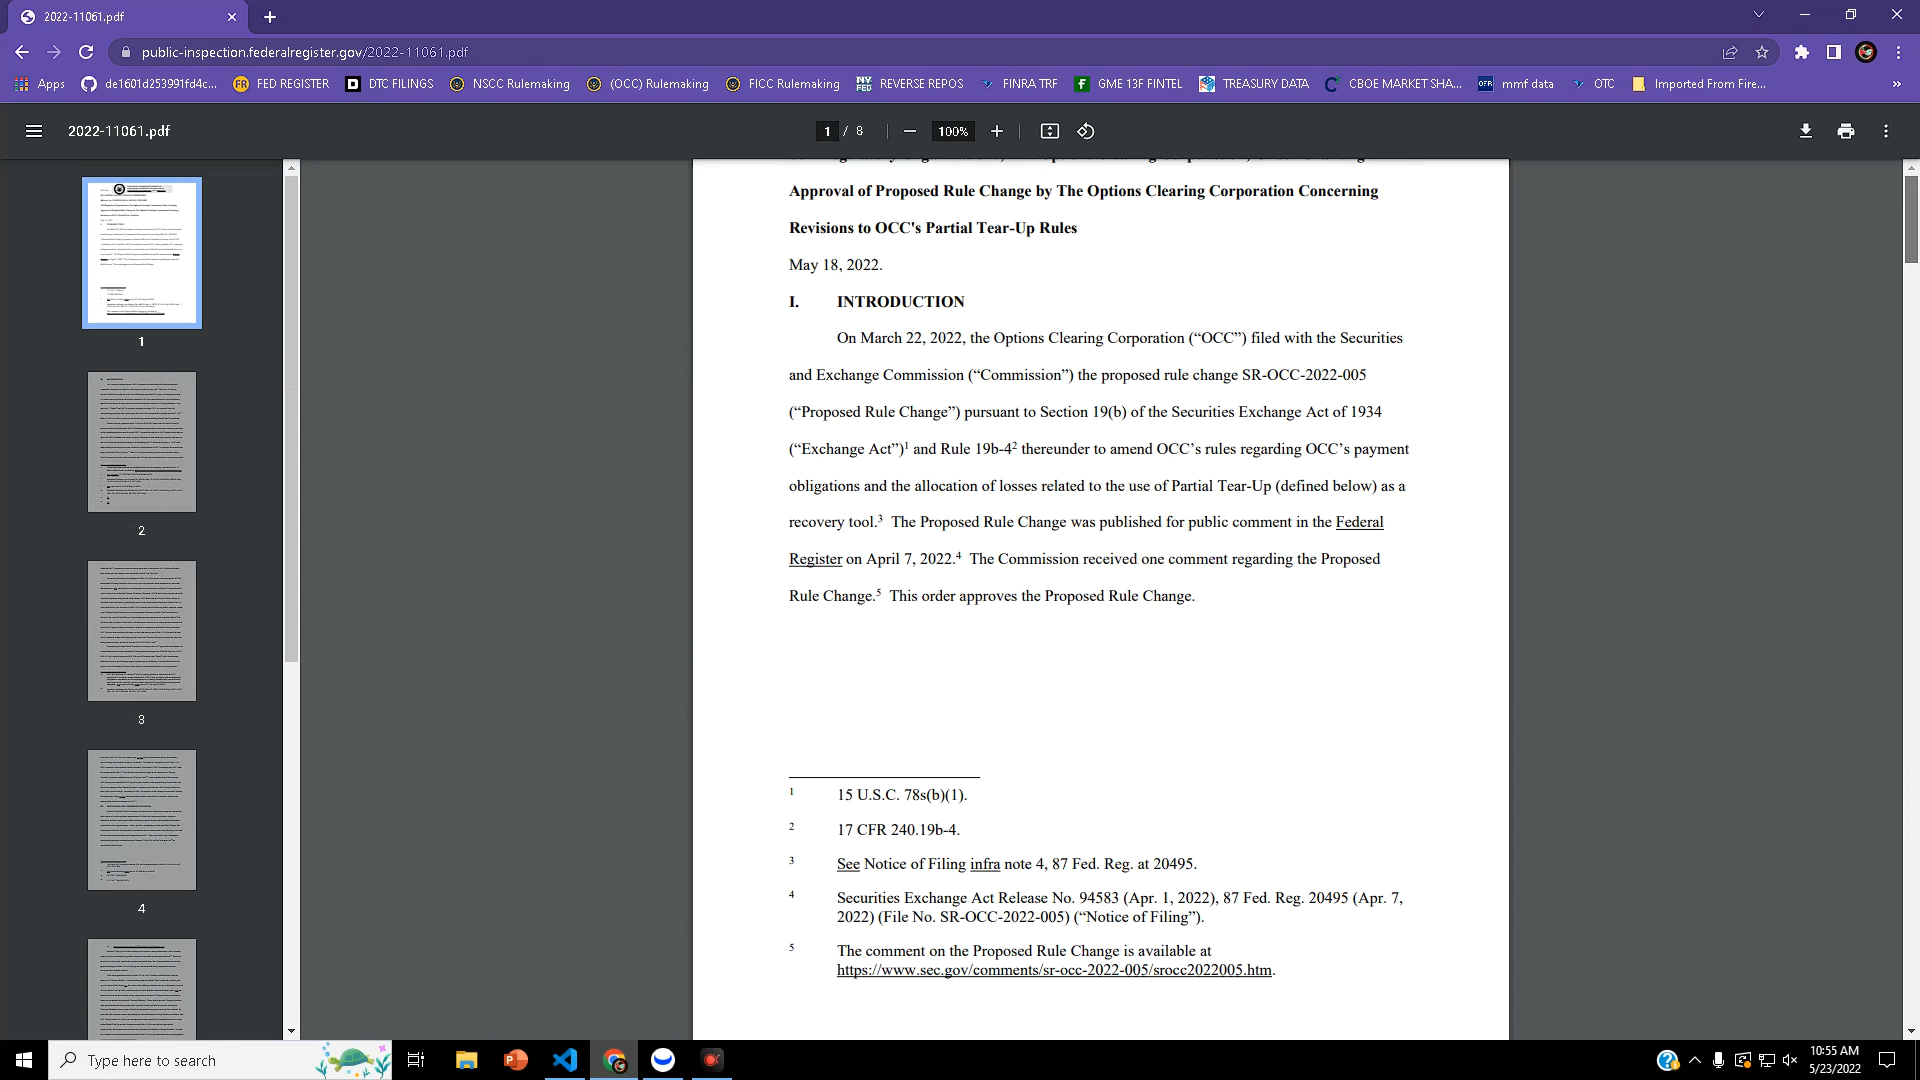 2022-11061.pdf
public-inspection.federalregister.gov/2022-11061.pdf
Apps de1601d253991fd4c... FED REGISTER DTC FILINGS NSCC Rulemaking (OCC) Rulemaking FICC Rulemaking REVERSE REPOS FINRA TRF GME 13F FINTEL TREASURY DATA CBOE MARKET SHA... mmf data OTC Imported From Fire... »
2022-11061.pdf 1 / 8 100%
1
2
3
4
Approval of Proposed Rule Change by The Options Clearing Corporation Concerning
Revisions to OCC's Partial Tear-Up Rules
May 18, 2022.
I. INTRODUCTION
On March 22, 2022, the Options Clearing Corporation (“OCC”) filed with the Securities
and Exchange Commission (“Commission”) the proposed rule change SR-OCC-2022-005
(“Proposed Rule Change”) pursuant to Section 19(b) of the Securities Exchange Act of 1934
(“Exchange Act”)1 and Rule 19b-42 thereunder to amend OCC’s rules regarding OCC’s payment
obligations and the allocation of losses related to the use of Partial Tear-Up (defined below) as a
recovery tool.3 The Proposed Rule Change was published for public comment in the Federal
Register on April 7, 2022.4 The Commission received one comment regarding the Proposed
Rule Change.5 This order approves the Proposed Rule Change.
1 15 U.S.C. 78s(b)(1).
2 17 CFR 240.19b-4.
3 See Notice of Filing infra note 4, 87 Fed. Reg. at 20495.
4 Securities Exchange Act Release No. 94583 (Apr. 1, 2022), 87 Fed. Reg. 20495 (Apr. 7,
2022) (File No. SR-OCC-2022-005) (“Notice of Filing”).
5 The comment on the Proposed Rule Change is available at
https://www.sec.gov/comments/sr-occ-2022-005/srocc2022005.htm.
Type here to search
10:55 AM
5/23/2022